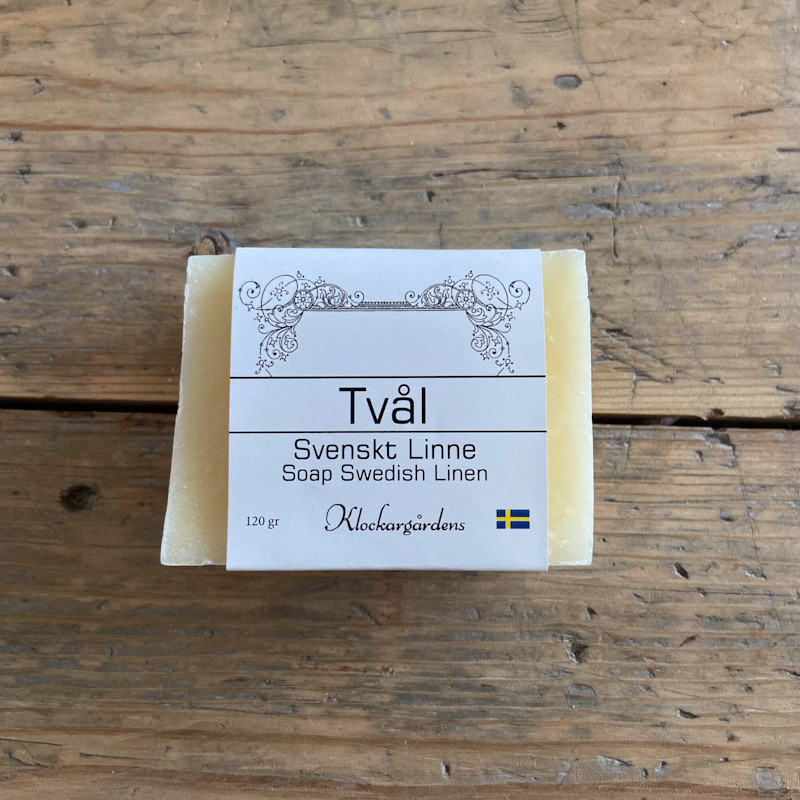 Tvål
Svenskt Linne
Soap Swedish Linen
120 gr Klockargårdens